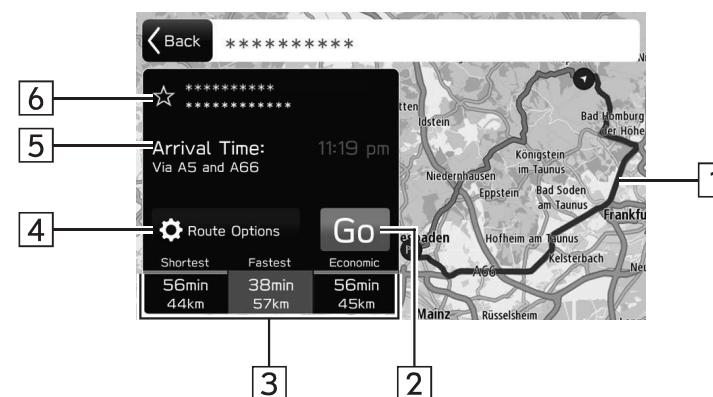 Back **********
6
**********
************
5
Arrival Time: 11:19 pm
Via A5 and A66
4
Route Options
Go
Shortest Fastest Economic
56min 38min 56min
44km 57km 45km
3
2
1
Idstein
Bad Homburg
der Höhe
Königstein
im Taunus
Niedernhausen
Eppstein
Bad Soden
am Taunus
Frankfu
Hofheim am Taunus
Kelsterbach
A66
Mainz
Rüsselsheim